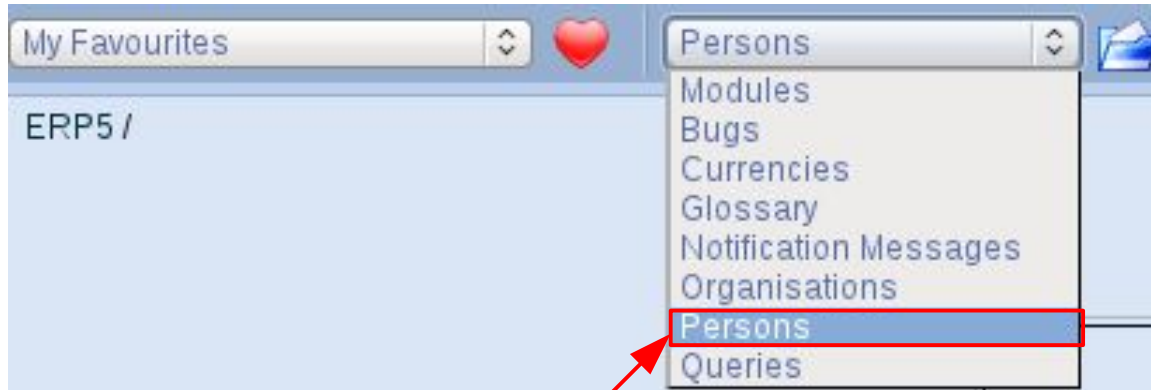 My Favourites
Persons
ERP5 /
Modules
Bugs
Currencies
Glossary
Notification Messages
Organisations
Persons
Queries